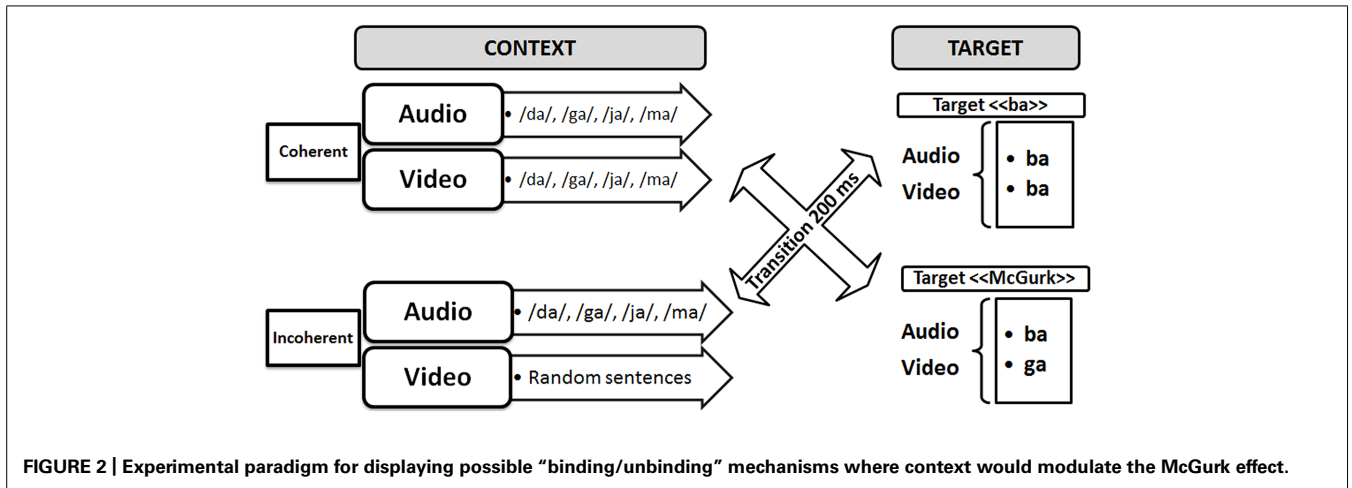 CONTEXT
TARGET
Coherent
Audio
• /da/, /ga/, /ja/, /ma/
Video
• /da/, /ga/, /ja/, /ma/
Incoherent
Audio
• /da/, /ga/, /ja/, /ma/
Video
• Random sentences
Transition 200 ms
Target <<ba>>
Audio
• ba
Video
• ba
Target <<McGurk>>
Audio
• ba
Video
• ga
FIGURE 2 | Experimental paradigm for displaying possible “binding/unbinding” mechanisms where context would modulate the McGurk effect.